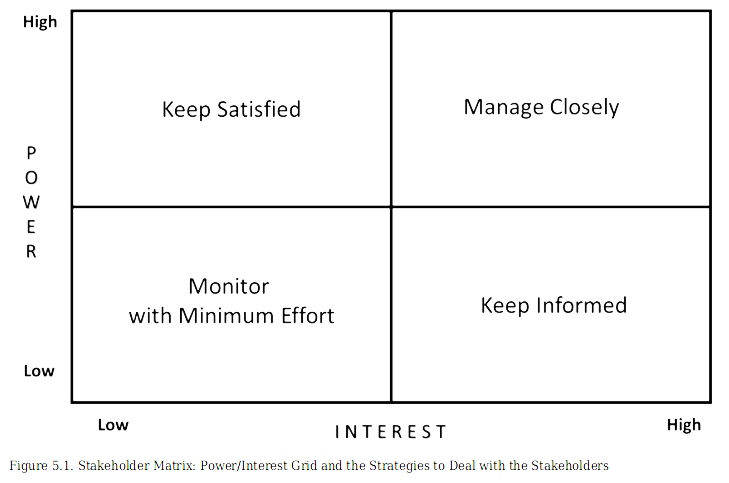 High
Keep Satisfied
Manage Closely
POWER
Monitor
with Minimum Effort
Keep Informed
Low
Low
INTEREST
High
Figure 5.1. Stakeholder Matrix: Power/Interest Grid and the Strategies to Deal with the Stakeholders